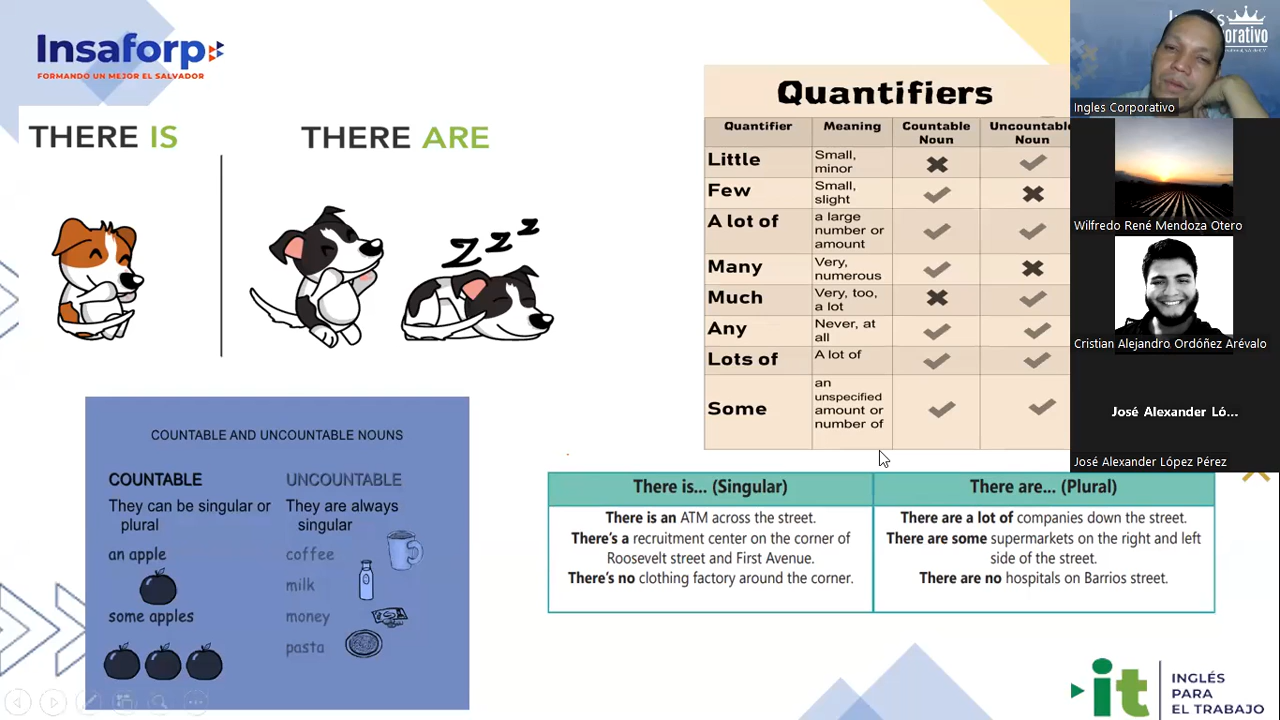 Insaforp
FORMANDO UN MEJOR EL SALVADOR
THERE IS
THERE ARE
Z Z Z
COUNTABLE AND UNCOUNTABLE NOUNS
COUNTABLE
They can be singular or
plural
an apple
some apples
UNCOUNTABLE
They are always
singular
coffee
milk
money
pasta
Quantifiers
Quantifier Meaning Countable Uncountable
Noun Noun
Little Small,
minor
Few Small,
slight
A lot of a large
number or
amount
Many Very,
numerous
Much Very, too,
a lot
Any Never, at
all
Lots of A lot of
Some an
unspecified
amount or
number of
There is... (Singular)
There is an ATM across the street.
There's a recruitment center on the corner of
Roosevelt street and First Avenue.
There's no clothing factory around the corner.
There are... (Plural)
There are a lot of companies down the street.
There are some supermarkets on the right and left
side of the street.
There are no hospitals on Barrios street.
Ingles Corporativo
Wilfredo René Mendoza Otero
Cristian Alejandro Ordóñez Arévalo
José Alexander Ló...
José Alexander López Pérez
it
INGLÉS
PARA
EL TRABAJO